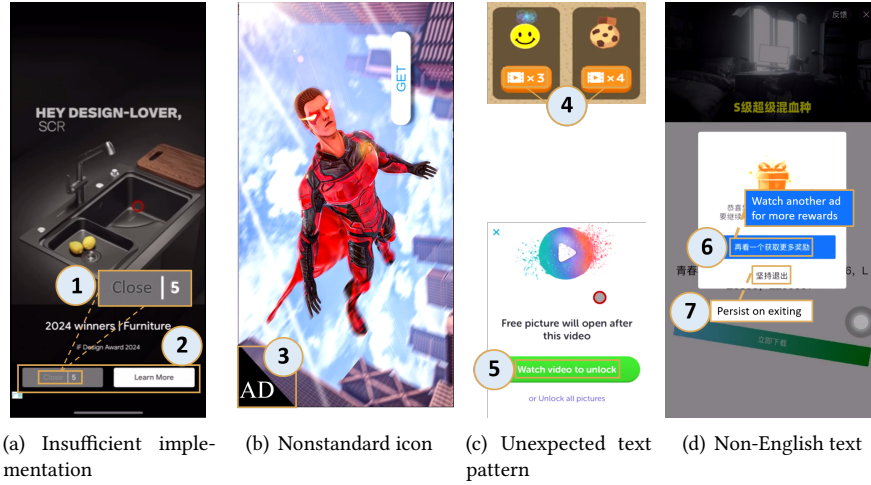 HEY DESIGN-LOVER,
SCR
1
Close | 5
2024 winners | Furniture
iF Design Award 2024
2
Close | 5
Learn More
GET
3
AD
×3
×4
4
Free picture will open after
this video
5
Watch video to unlock
or Unlock all pictures
反馈
S级超级混血种
Watch another ad
for more rewards
6
再看一个获取更多奖励
坚持退出
7
Persist on exiting
立即下载
(a) Insufficient imple-
mentation
(b) Nonstandard icon
(c) Unexpected text
pattern
(d) Non-English text